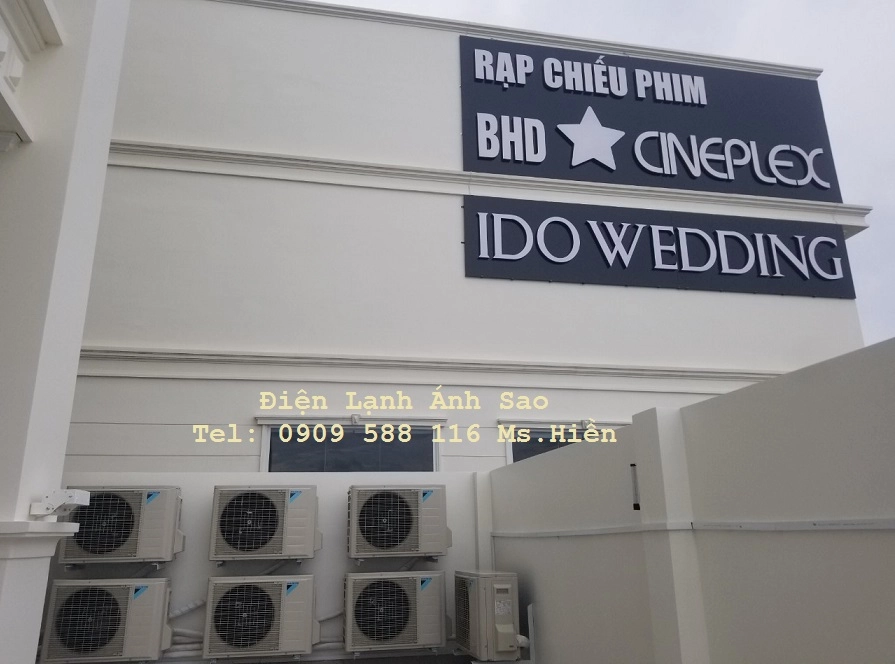 RẠP CHIẾU PHIM
BHD CINEPLEX
IDO WEDDING
Điện Lạnh Ánh Sao
Tel: 0909 588 116 Ms.Hiền